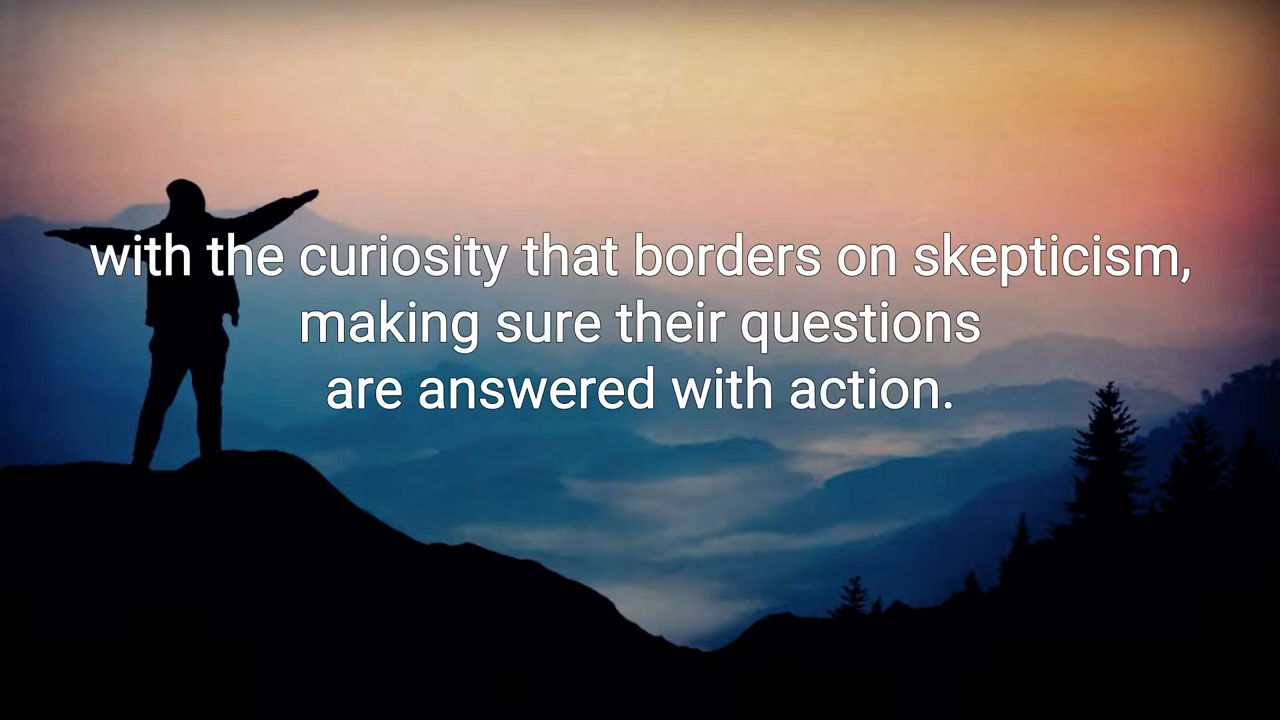 with the curiosity that borders on skepticism,
making sure their questions
are answered with action.